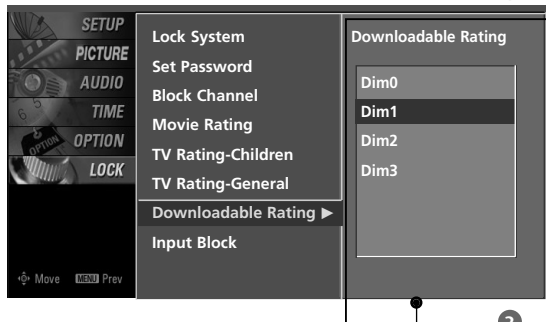 SETUP
PICTURE
AUDIO
TIME
OPTION
LOCK
Move MENU Prev
Lock System
Set Password
Block Channel
Movie Rating
TV Rating-Children
TV Rating-General
Downloadable Rating ▶
Input Block
Downloadable Rating
Dim0
Dim1
Dim2
Dim3